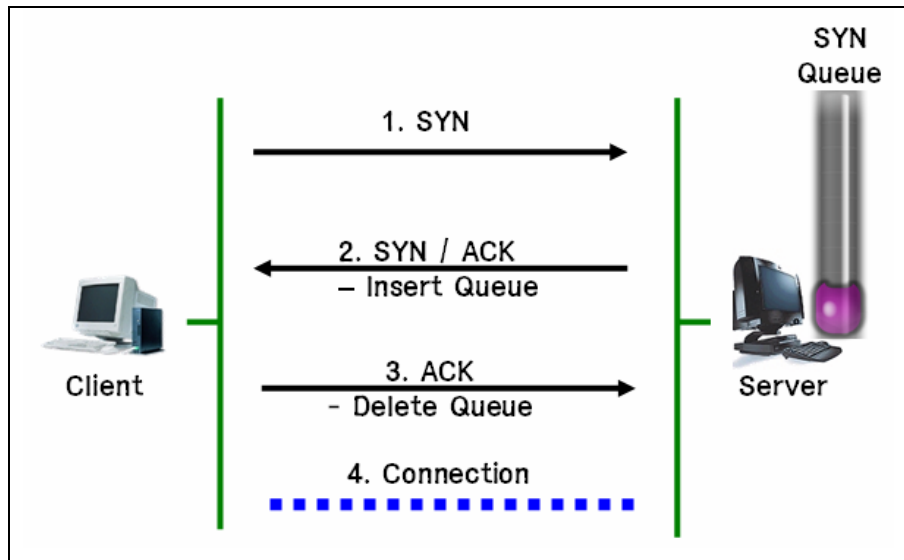 SYN
Queue
1. SYN
2. SYN / ACK
– Insert Queue
3. ACK
- Delete Queue
Client
Server
4. Connection